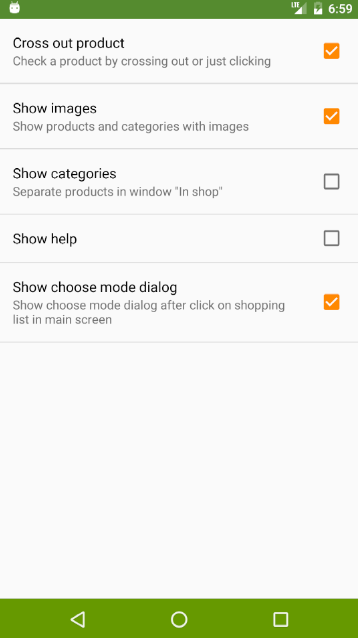 LTE 6:59
Cross out product
Check a product by crossing out or just clicking
Show images
Show products and categories with images
Show categories
Separate products in window "In shop"
Show help
Show choose mode dialog
Show choose mode dialog after click on shopping
list in main screen